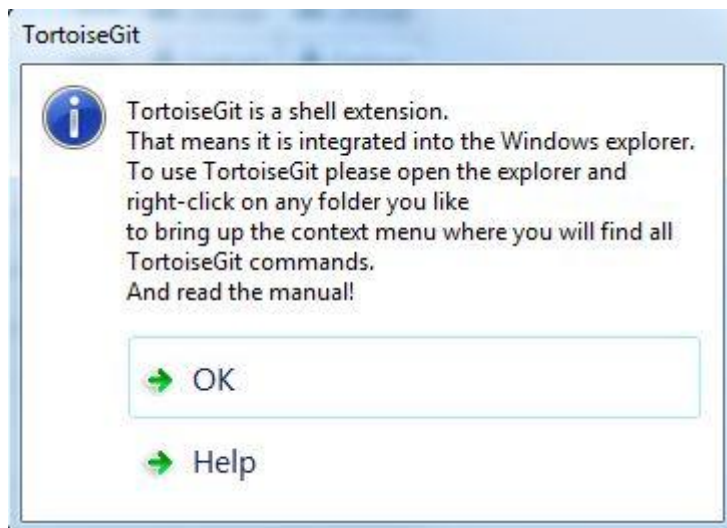 TortoiseGit
TortoiseGit is a shell extension.
That means it is integrated into the Windows explorer.
To use TortoiseGit please open the explorer and
right-click on any folder you like
to bring up the context menu where you will find all
TortoiseGit commands.
And read the manual!
OK
Help